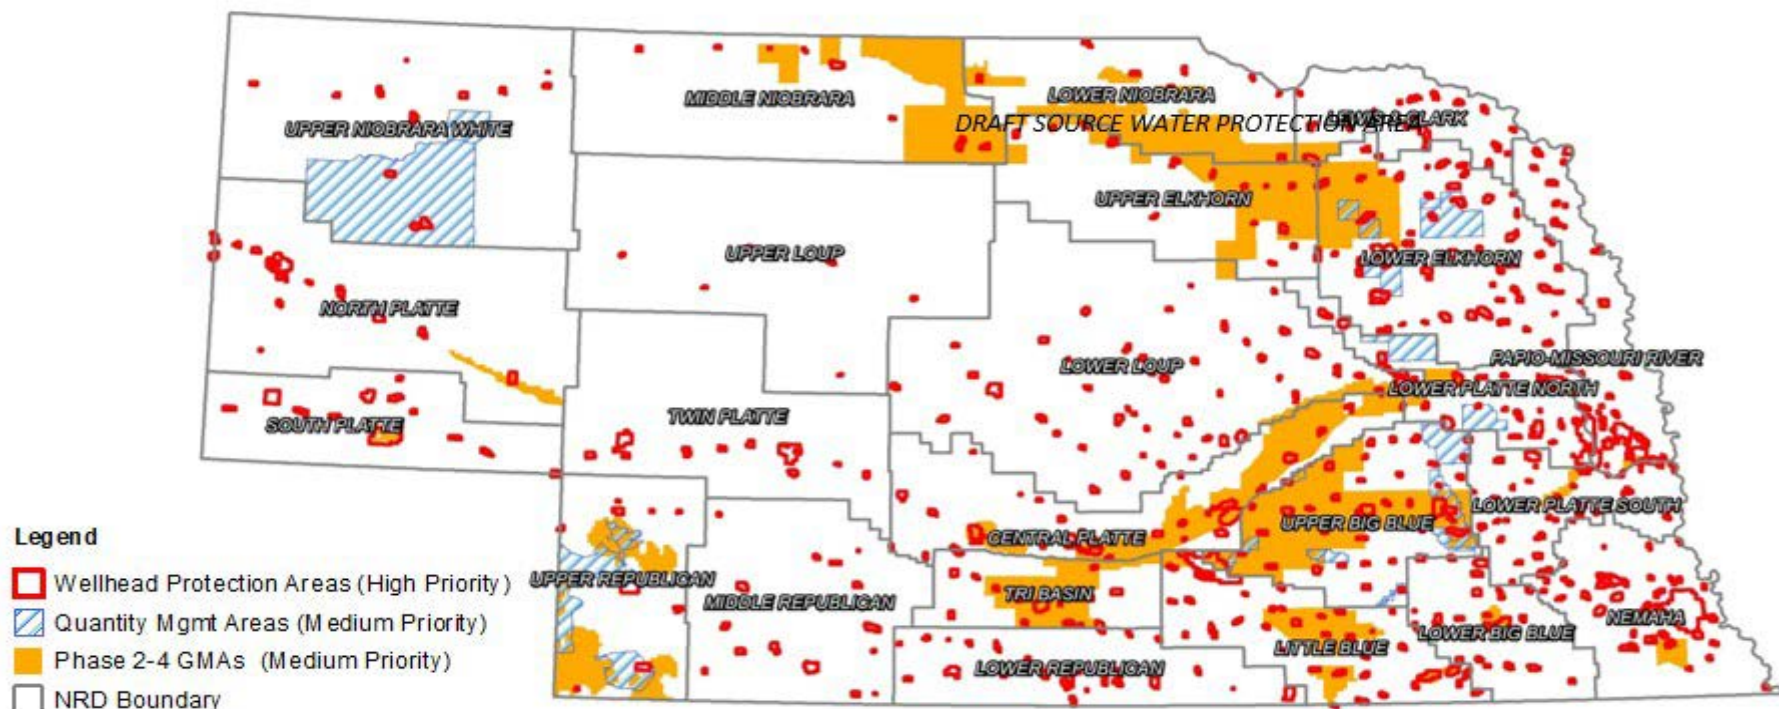 MIDDLE NIOBRARA
LOWER NIOBRARA
DRAFT SOURCE WATER PROTECTION AREA
LEWIS & CLARK
UPPER NIOBRARA WHITE
UPPER ELKHORN
UPPER LOUP
LOWER ELKHORN
NORTH PLATTE
LOWER LOUP
PAPIO-MISSOURI RIVER
LOWER PLATTE NORTH
TWIN PLATTE
SOUTH PLATTE
LOWER PLATTE SOUTH
UPPER BIG BLUE
CENTRAL PLATTE
UPPER REPUBLICAN
TRI BASIN
MIDDLE REPUBLICAN
NEMAHA
LOWER BIG BLUE
LITTLE BLUE
LOWER REPUBLICAN
Legend
Wellhead Protection Areas (High Priority)
Quantity Mgmt Areas (Medium Priority)
Phase 2-4 GMAs (Medium Priority)
NRD Boundary